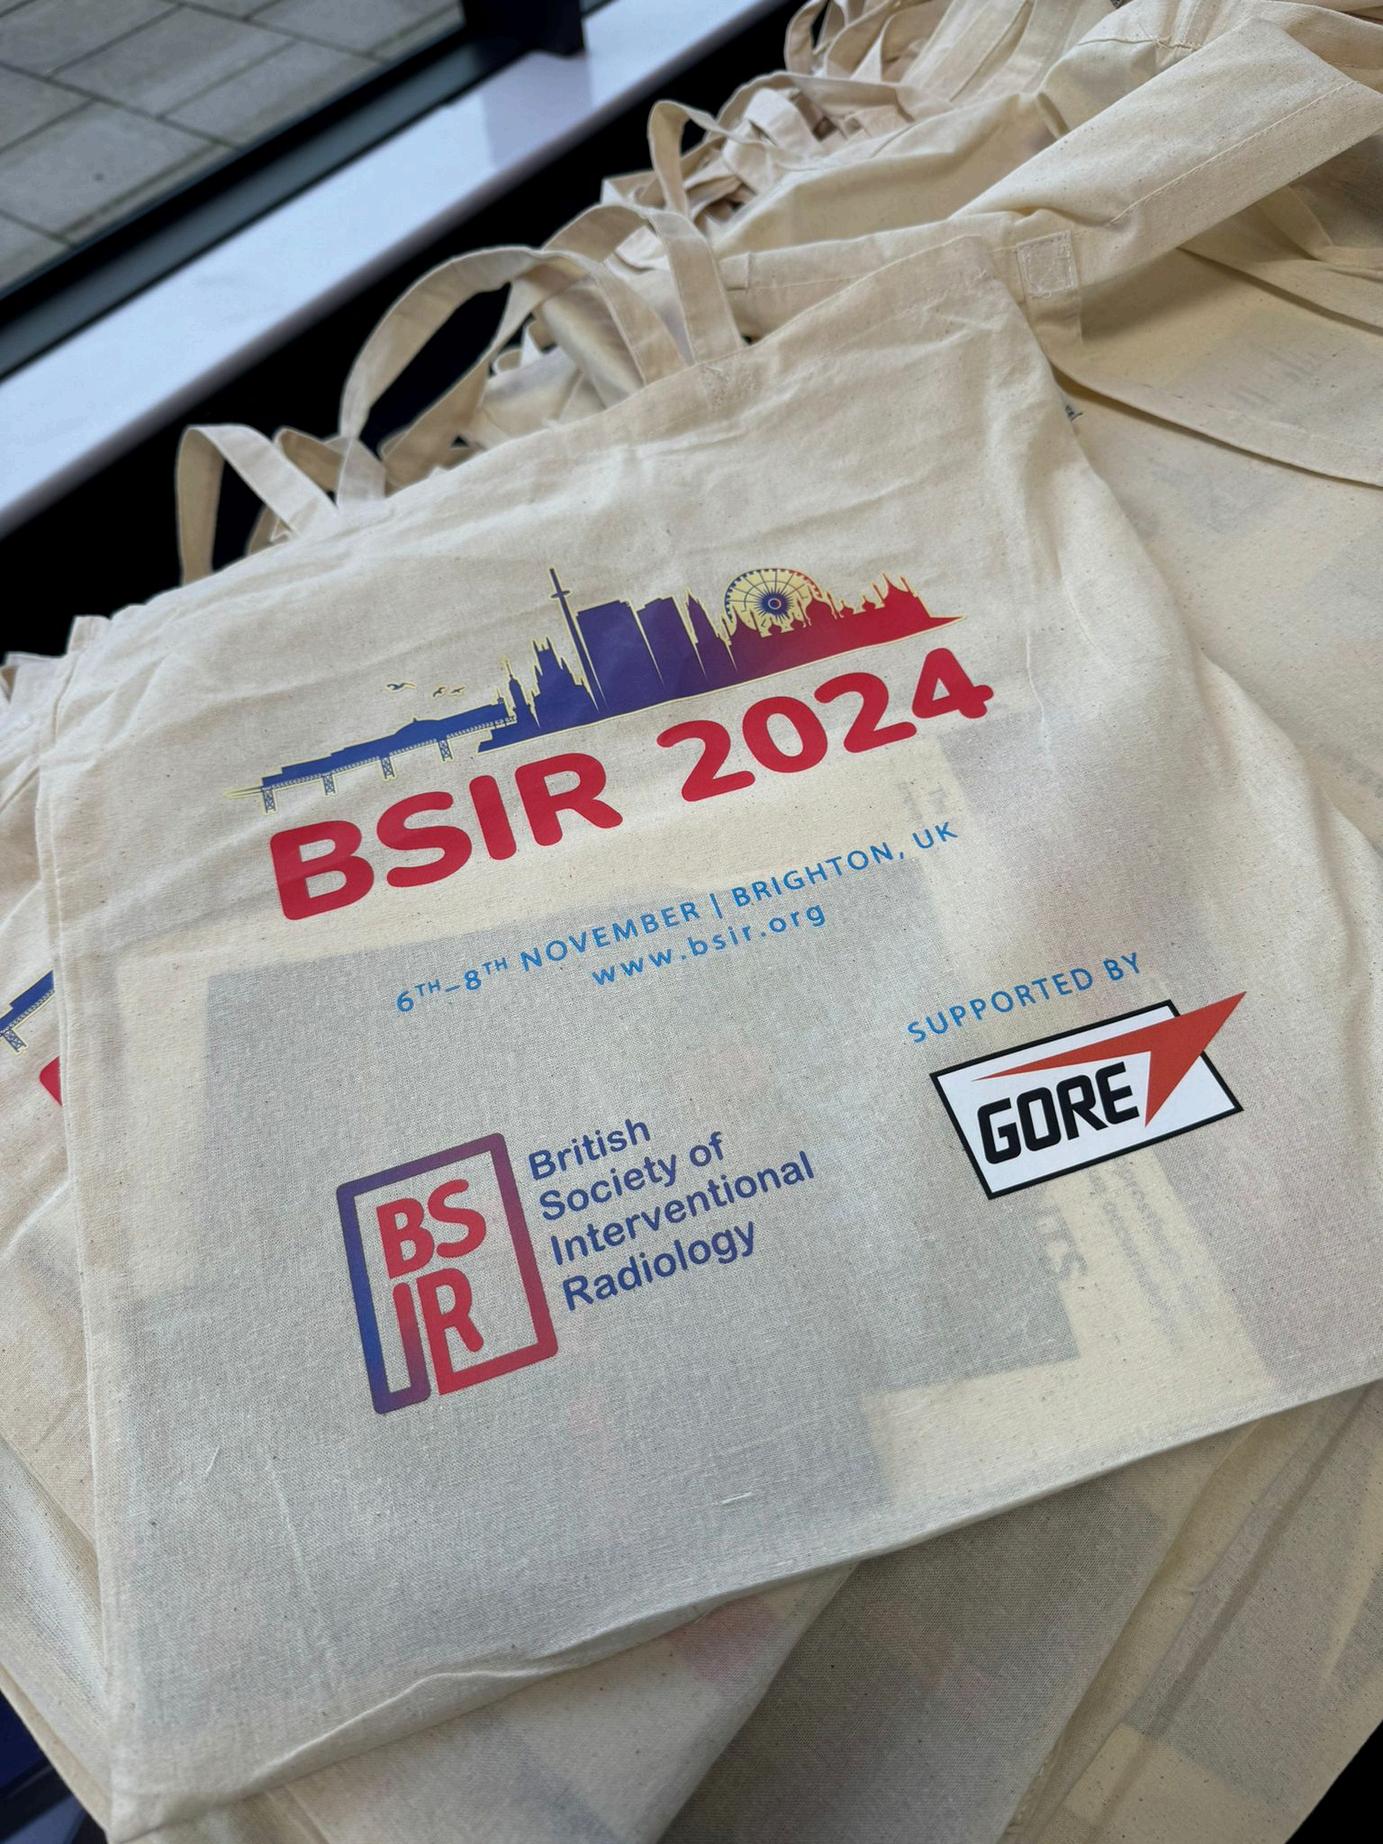 BSIR 2024
6TH–8TH NOVEMBER | BRIGHTON, UK
www.bsir.org
SUPPORTED BY
GORE
BS
IR
British
Society of
Interventional
Radiology